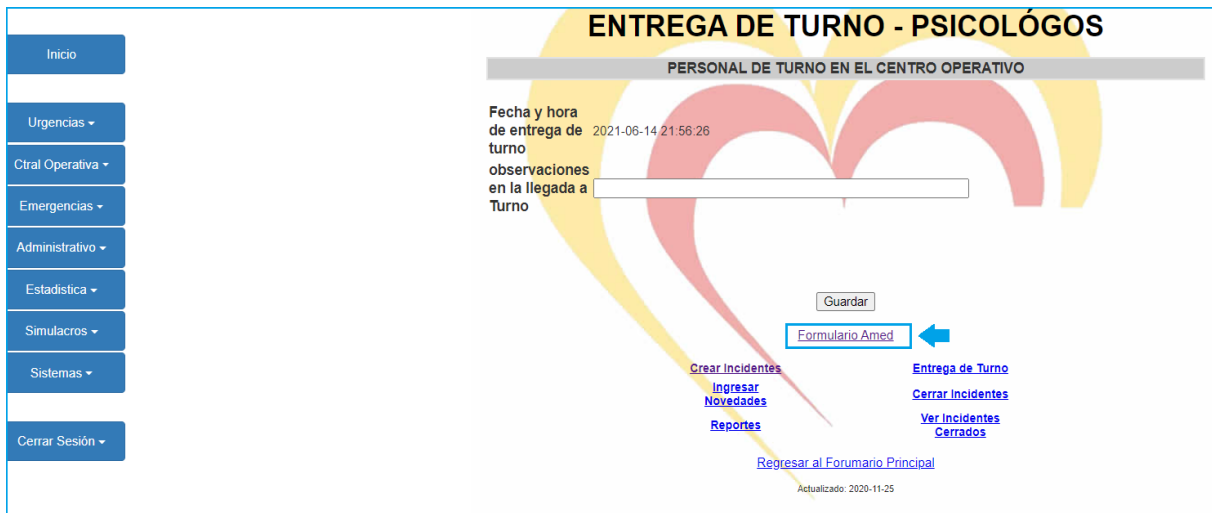 Inicio
Urgencias
Ctral Operativa
Emergencias
Administrativo
Estadistica
Simulacros
Sistemas
Cerrar Sesión
ENTREGA DE TURNO - PSICOLÓGOS
PERSONAL DE TURNO EN EL CENTRO OPERATIVO
Fecha y hora
de entrega de 2021-06-14 21:56:26
turno
observaciones
en la llegada a
Turno
Guardar
Formulario Amed
Crear Incidentes Entrega de Turno
Ingresar
Novedades
Cerrar Incidentes
Reportes
Ver Incidentes
Cerrados
Regresar al Forumario Principal
Actualizado: 2020-11-25